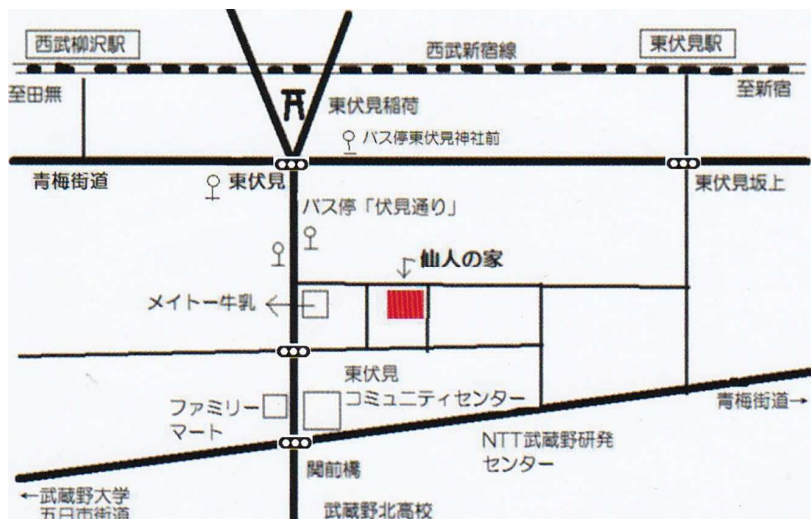 西武柳沢駅
西武新宿線
東伏見駅
至田無
東伏見稲荷
至新宿
バス停東伏見神社前
青梅街道
東伏見
東伏見坂上
バス停「伏見通り」
仙人の家
メイトー牛乳
東伏見
コミュニティセンター
ファミリー
マート
青梅街道→
NTT武蔵野研発
センター
関前橋
←武蔵野大学
五日市街道
武蔵野北高校